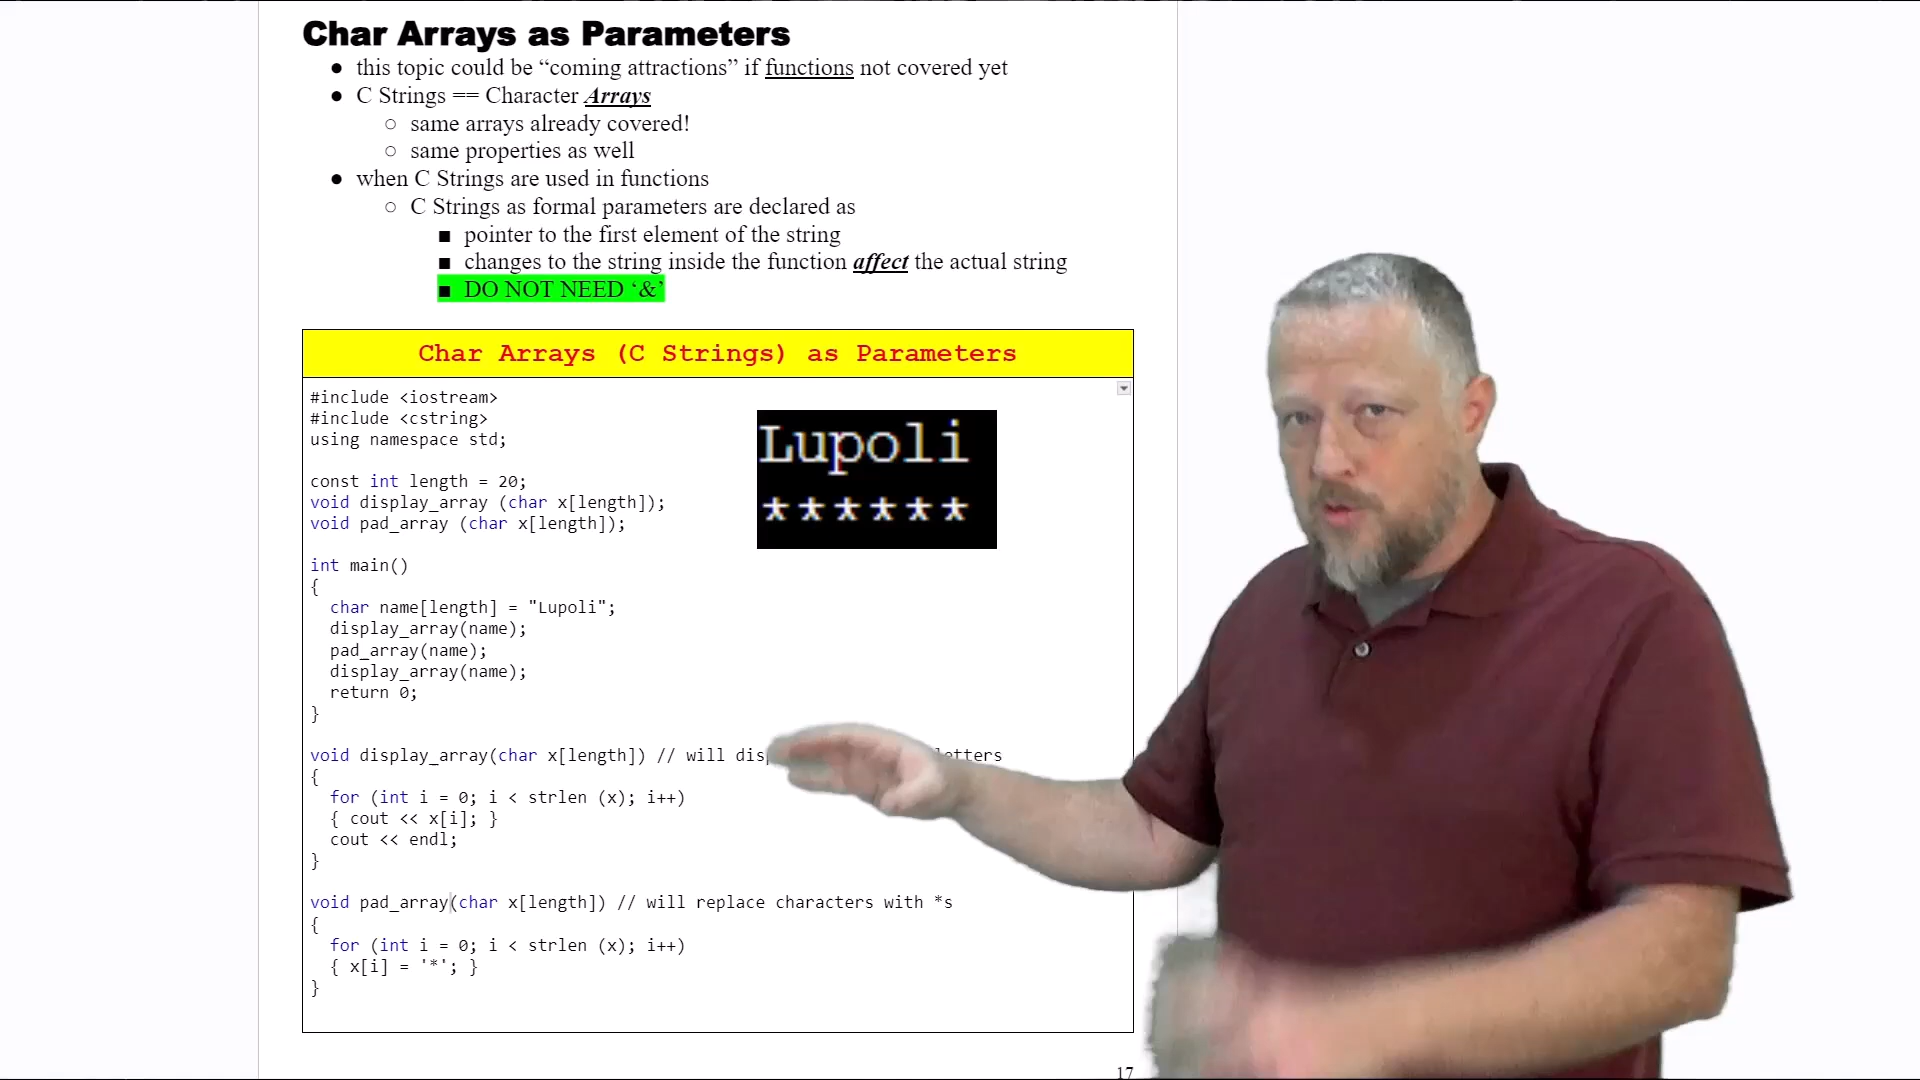 Char Arrays as Parameters
● this topic could be “coming attractions” if functions not covered yet
● C Strings == Character Arrays
○ same arrays already covered!
○ same properties as well
● when C Strings are used in functions
○ C Strings as formal parameters are declared as
■ pointer to the first element of the string
■ changes to the string inside the function affect the actual string
■ DO NOT NEED ‘&’
Char Arrays (C Strings) as Parameters
#include <iostream>
#include <cstring>
using namespace std;
const int length = 20;
void display_array (char x[length]);
void pad_array (char x[length]);
int main()
{
char name[length] = "Lupoli";
display_array(name);
pad_array(name);
display_array(name);
return 0;
}
void display_array(char x[length]) // will
{
for (int i = 0; i < strlen (x); i++)
{ cout << x[i]; }
cout << endl;
}
void pad_array(char x[length]) // will replace characters with *s
{
for (int i = 0; i < strlen (x); i++)
{ x[i] = '*'; }
}
Lupoli
******
17